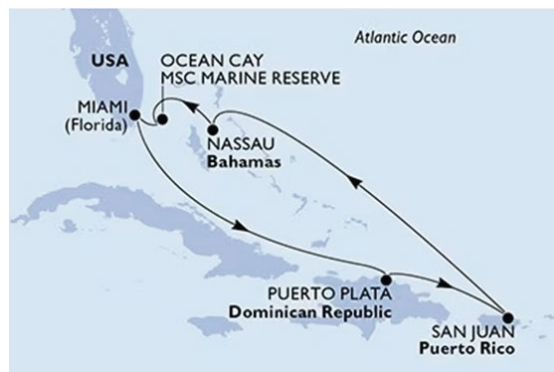 Atlantic Ocean
USA
OCEAN CAY
MSC MARINE RESERVE
MIAMI
(Florida)
NASSAU
Bahamas
PUERTO PLATA
Dominican Republic
SAN JUAN
Puerto Rico